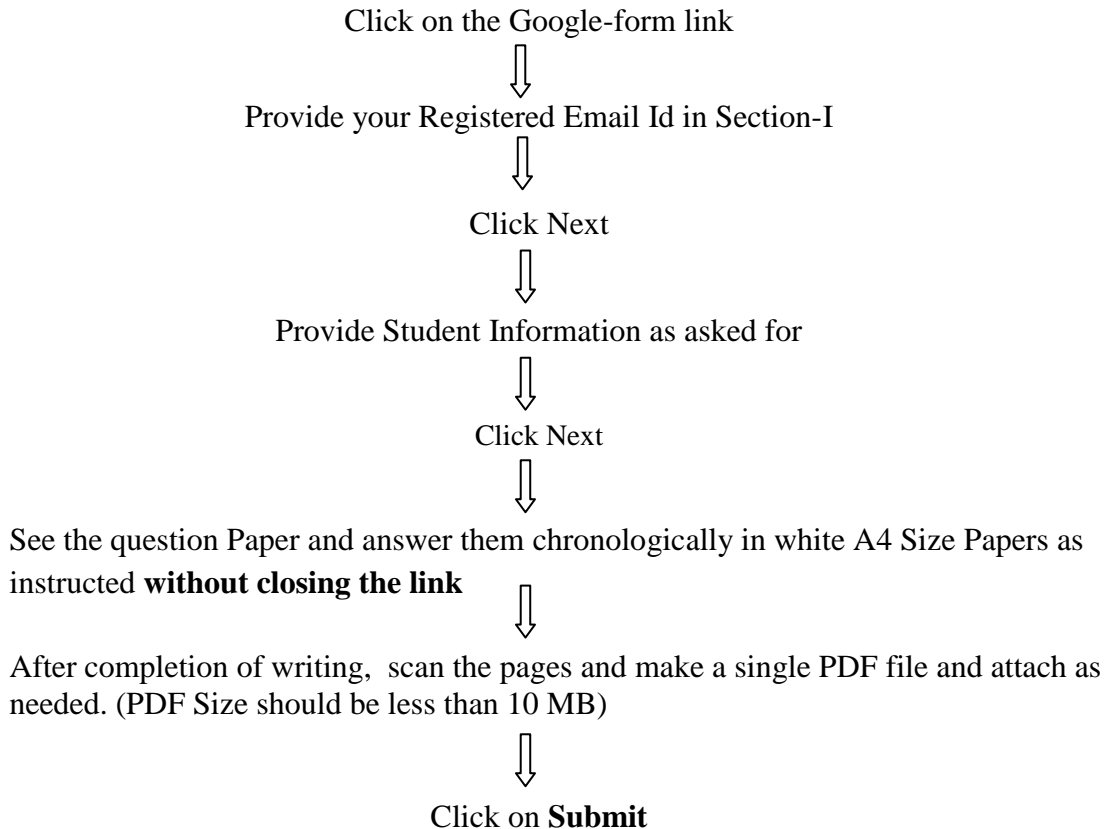 Click on the Google-form link
Provide your Registered Email Id in Section-I
Click Next
Provide Student Information as asked for
Click Next
See the question Paper and answer them chronologically in white A4 Size Papers as
instructed without closing the link
After completion of writing, scan the pages and make a single PDF file and attach as
needed. (PDF Size should be less than 10 MB)
Click on Submit